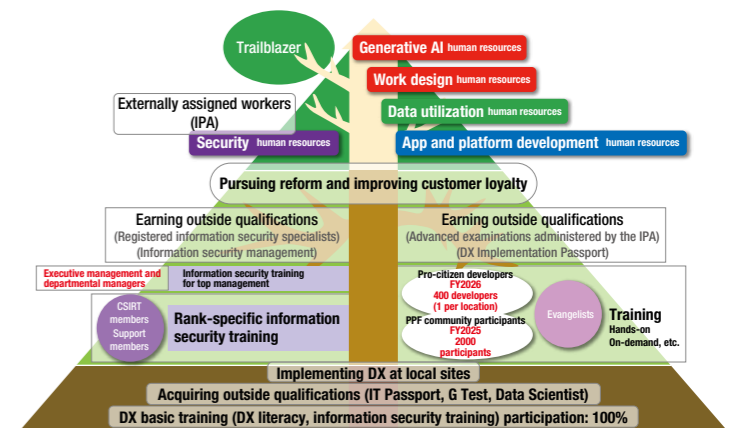 Trailblazer
Generative AI human resources
Work design human resources
Data utilization human resources
App and platform development human resources
Externally assigned workers
(IPA)
Security human resources
Pursuing reform and improving customer loyalty
Earning outside qualifications
(Registered information security specialists)
(Information security management)
Earning outside qualifications
(Advanced examinations administered by the IPA)
(DX Implementation Passport)
Executive management and
departmental managers
Information security training
for top management
CSIRT
members
Support
members
Rank-specific information
security training
Pro-citizen developers
FY2026
400 developers
(1 per location)
PPF community participants
FY2025
2000
participants
Evangelists
Training
Hands-on
On-demand, etc.
Implementing DX at local sites
Acquiring outside qualifications (IT Passport, G Test, Data Scientist)
DX basic training (DX literacy, information security training) participation: 100%